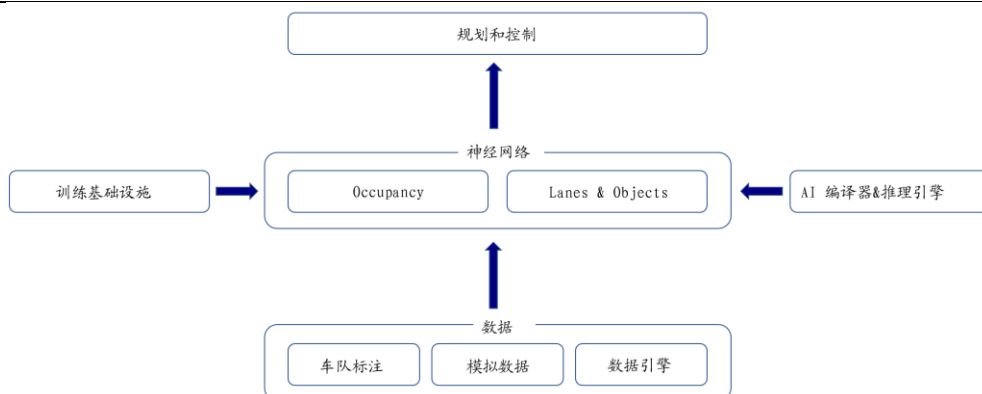 规划和控制
神经网络
训练基础设施
Occupancy
Lanes & Objects
AI 编译器&推理引擎
数据
车队标注
模拟数据
数据引擎